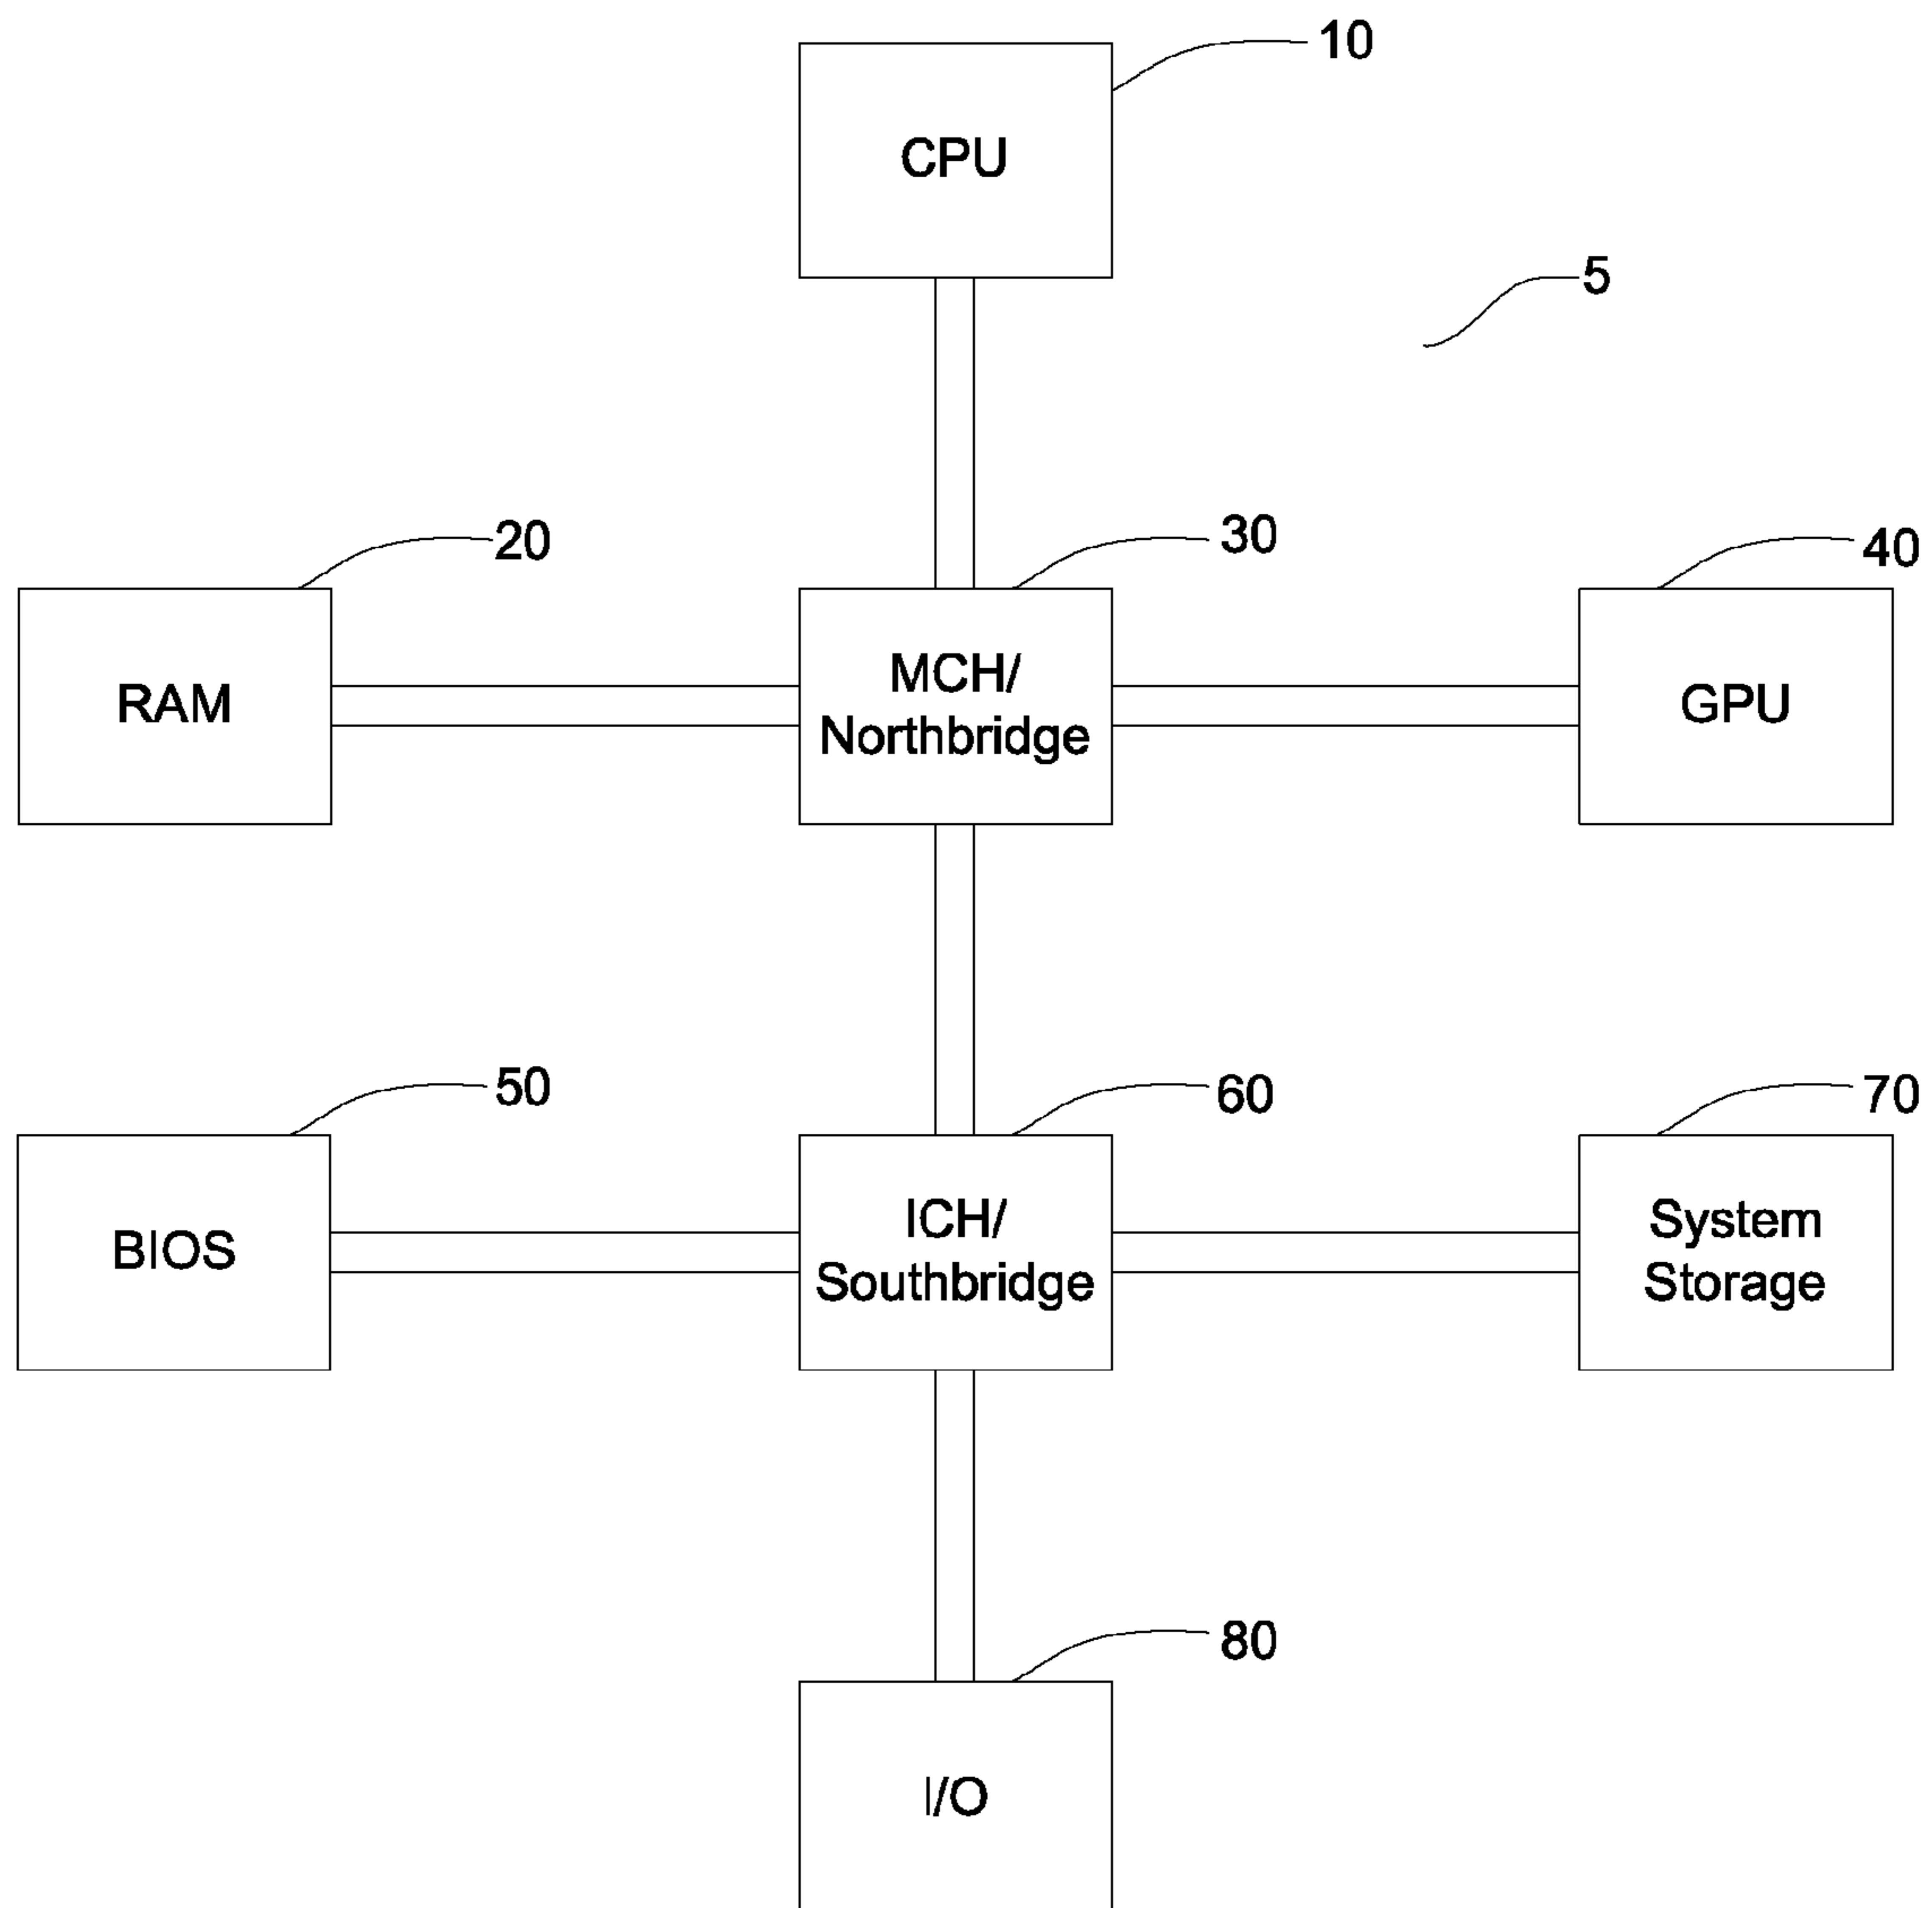 10
CPU
5
20
30
40
RAM
MCH/
Northbridge
GPU
50
60
70
BIOS
ICH/
Southbridge
System
Storage
80
I/O